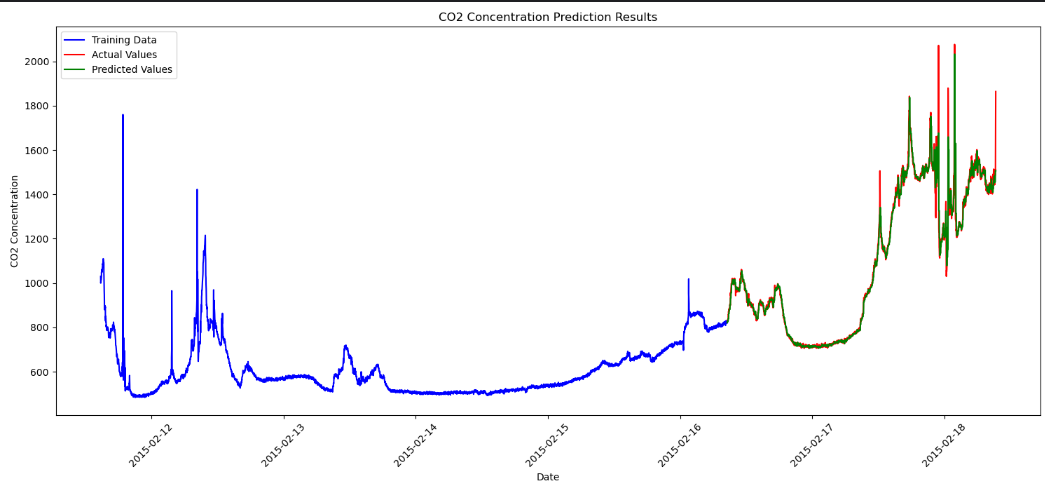 CO2 Concentration Prediction Results
Training Data
Actual Values
Predicted Values
CO2 Concentration
2000
1800
1600
1400
1200
1000
800
600
2015-02-12
2015-02-13
2015-02-14
2015-02-15
2015-02-16
2015-02-17
2015-02-18
Date